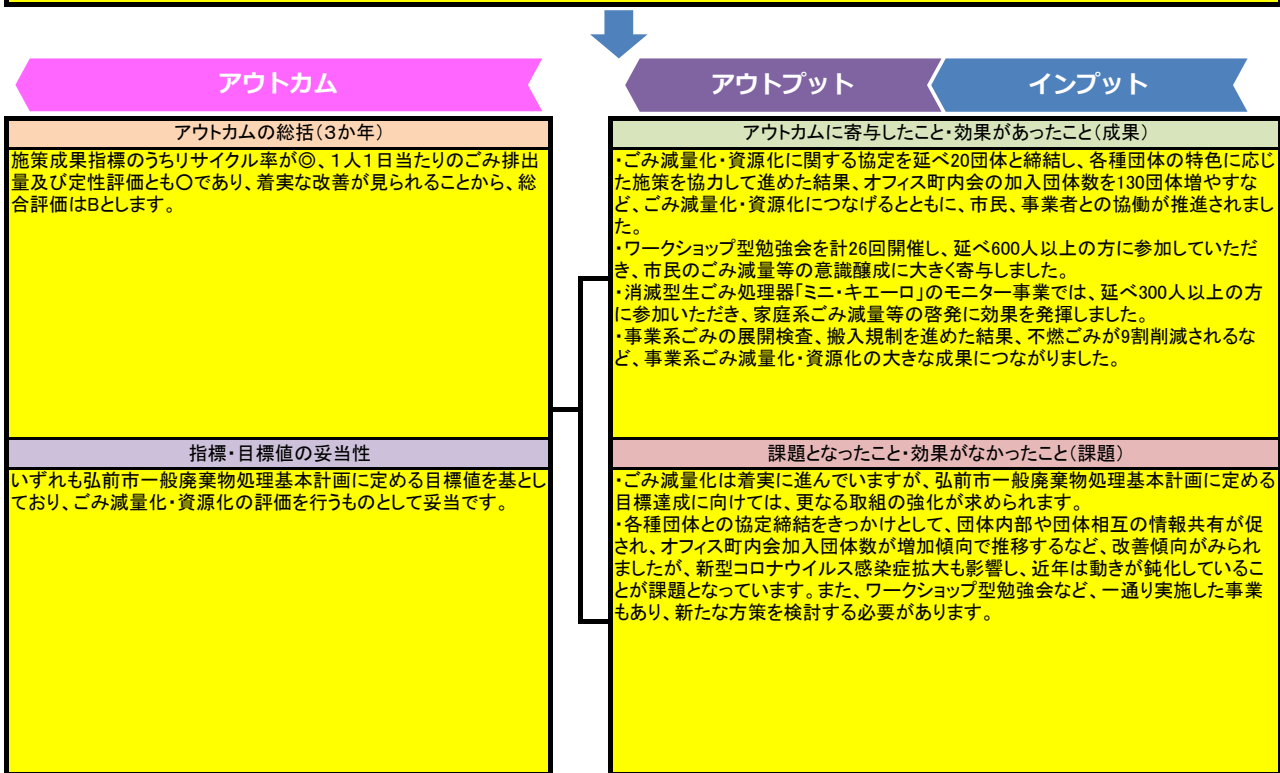 アウトカム
アウトプット
インプット
アウトカムの総括(3か年)
施策成果指標のうちリサイクル率が◎、1人1日当たりのごみ排出
量及び定性評価とも〇であり、着実な改善が見られることから、総
合評価はBとします。
指標・目標値の妥当性
いずれも弘前市一般廃棄物処理基本計画に定める目標値を基とし
ており、ごみ減量化・資源化の評価を行うものとして妥当です。
アウトカムに寄与したこと・効果があったこと(成果)
・ごみ減量化・資源化に関する協定を延べ20団体と締結し、各種団体の特色に応じ
た施策を協力して進めた結果、オフィス町内会の加入団体数を130団体増やすな
ど、ごみ減量化・資源化につなげるとともに、市民、事業者との協働が推進されまし
た。
・ワークショップ型勉強会を計26回開催し、延べ600人以上の方に参加していただ
き、市民のごみ減量等の意識醸成に大きく寄与しました。
・消滅型生ごみ処理器「ミニ・キエーロ」のモニター事業では、延べ300人以上の方
に参加いただき、家庭系ごみ減量等の啓発に効果を発揮しました。
・事業系ごみの展開検査、搬入規制を進めた結果、不燃ごみが9割削減されるな
ど、事業系ごみ減量化・資源化の大きな成果につながりました。
課題となったこと・効果がなかったこと(課題)
・ごみ減量化は着実に進んでいますが、弘前市一般廃棄物処理基本計画に定める
目標達成に向けては、更なる取組の強化が求められます。
・各種団体との協定締結をきっかけとして、団体内部や団体相互の情報共有が促
され、オフィス町内会加入団体数が増加傾向で推移するなど、改善傾向がみられ
ましたが、新型コロナウイルス感染症拡大も影響し、近年は動きが鈍化しているこ
とが課題となっています。また、ワークショップ型勉強会など、一通り実施した事業
もあり、新たな方策を検討する必要があります。